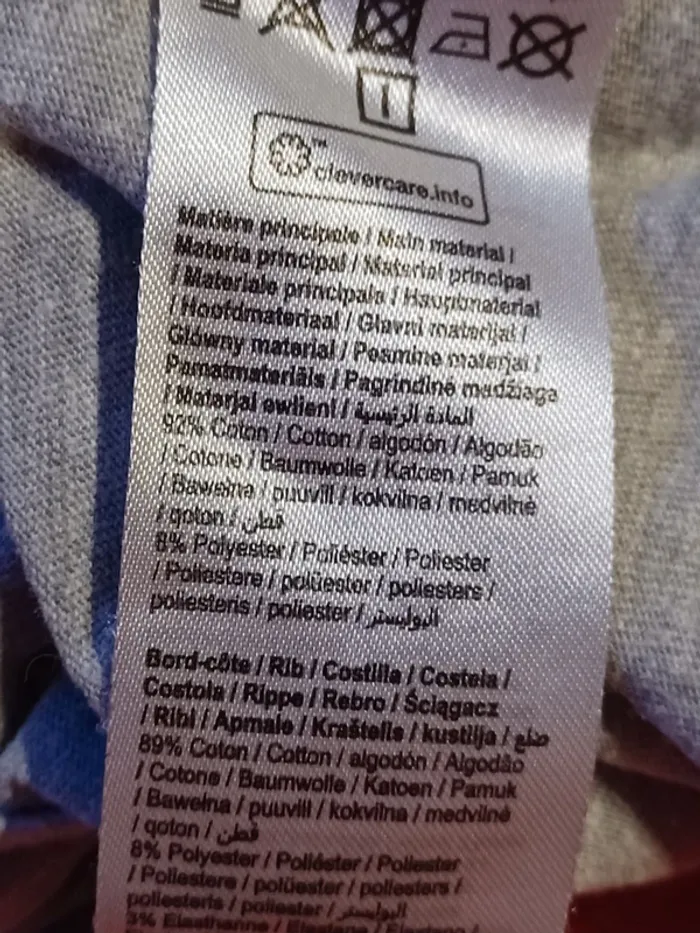 clevercare.info
Matière principale / Main material /
Materia principal / Material principal
/ Materiale principale / Hauptmaterial
/ Hoofdmateriaal / Glavni materijal /
Główny materiał / Peamine materjal /
Pamatmateriāls / Pagrindinė medžiaga
/ Materjal ewlieni / المادة الرئيسية
92% Coton / Cotton / algodón / Algodão
/ Cotone / Baumwolle / Katoen / Pamuk
/ Bawełna / puuvill / kokvilna / medvilnė
/ qoton / قطن
8% Polyester / Poliéster / Poliester
/ Poliestere / polüester / poliesters /
poliesteris / poliester / البوليستر
Bord-côte / Rib / Costilla / Costela /
Costola / Rippe / Rebro / Ściągacz
/ Ribi / Apmale / Kraštelis / kustilja / ضلع
89% Coton / Cotton / algodón / Algodão
/ Cotone / Baumwolle / Katoen / Pamuk
/ Bawełna / puuvill / kokvilna / medvilnė
/ qoton / قطن
8% Polyester / Poliéster / Poliester
/ Poliestere / polüester / poliesters /
poliesteris / poliester / البوليستر
3% Elasthanne / Elastane /